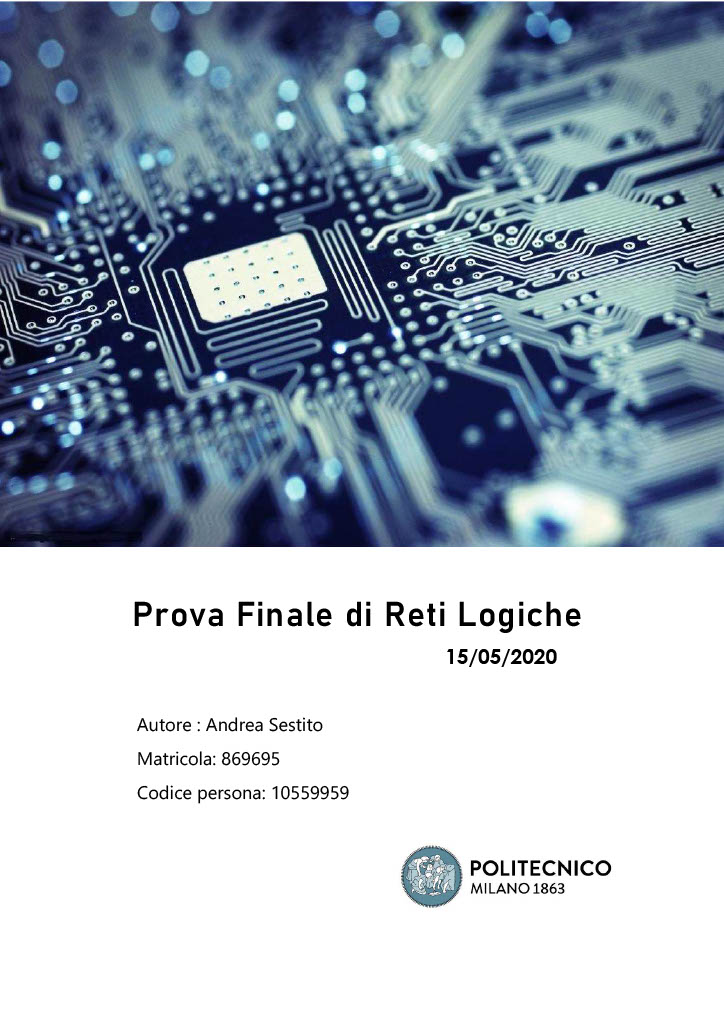 Prova Finale di Reti Logiche
15/05/2020
Autore : Andrea Sestito
Matricola: 869695
Codice persona: 10559959
POLITECNICO
MILANO 1863